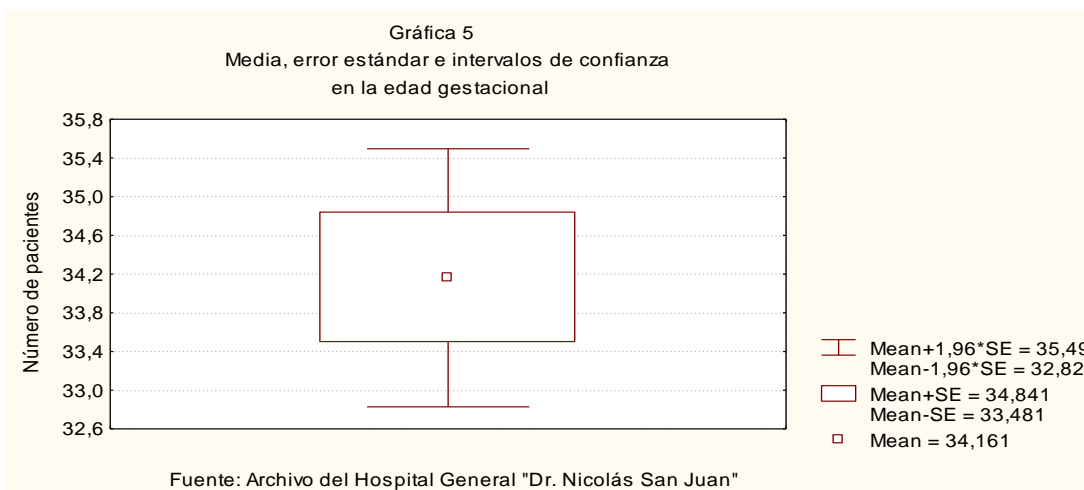 Gráfica 5
Media, error estándar e intervalos de confianza
en la edad gestacional
Número de pacientes
35,8
35,4
35,0
34,6
34,2
33,8
33,4
33,0
32,6
Mean+1,96*SE = 35,49
Mean-1,96*SE = 32,82
Mean+SE = 34,841
Mean-SE = 33,481
Mean = 34,161
Fuente: Archivo del Hospital General "Dr. Nicolás San Juan"